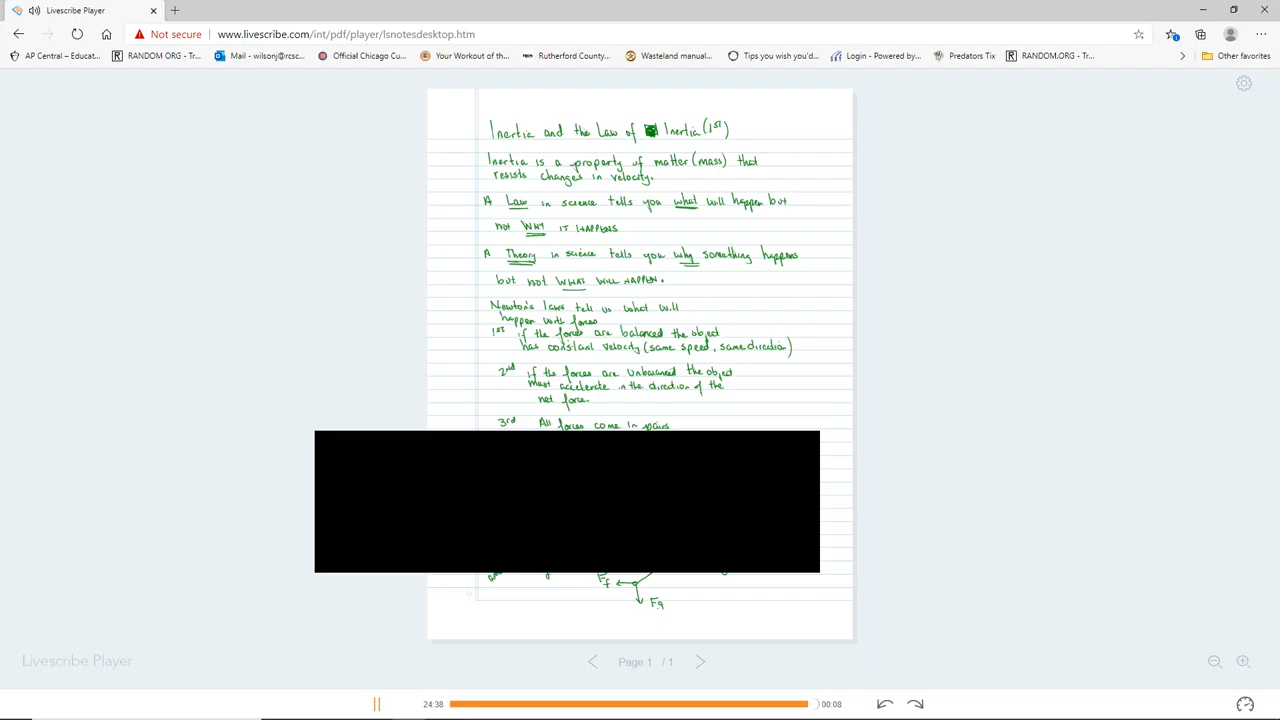 Livescribe Player
Not secure www.livescribe.com/int/pdf/player/lsnotesdesktop.htm
AP Central – Educat... RANDOM ORG - Tr... Mail - wilsonj@rcsc... Official Chicago Cu... Your Workout of th... Rutherford County... Wasteland manual... Tips you wish you'd... Login - Powered by... Predators Tix RANDOM.ORG - Tr... Other favorites
Inertia and the Law of Inertia (1st)
Inertia is a property of matter (mass) that
resists changes in velocity.
A Law in science tells you what will happen but
not WHY IT HAPPENS
A Theory in science tells you why something happens
but not WHAT WILL HAPPEN.
Newton's laws tell us what will
happen with forces
1st if the forces are balanced the object
has constant velocity (same speed, same direction)
2nd if the forces are unbalanced the object
must accelerate in the direction of the
net force.
3rd All forces come in pairs
Ff
Fg
Livescribe Player
Page 1 / 1
24:38 00:08